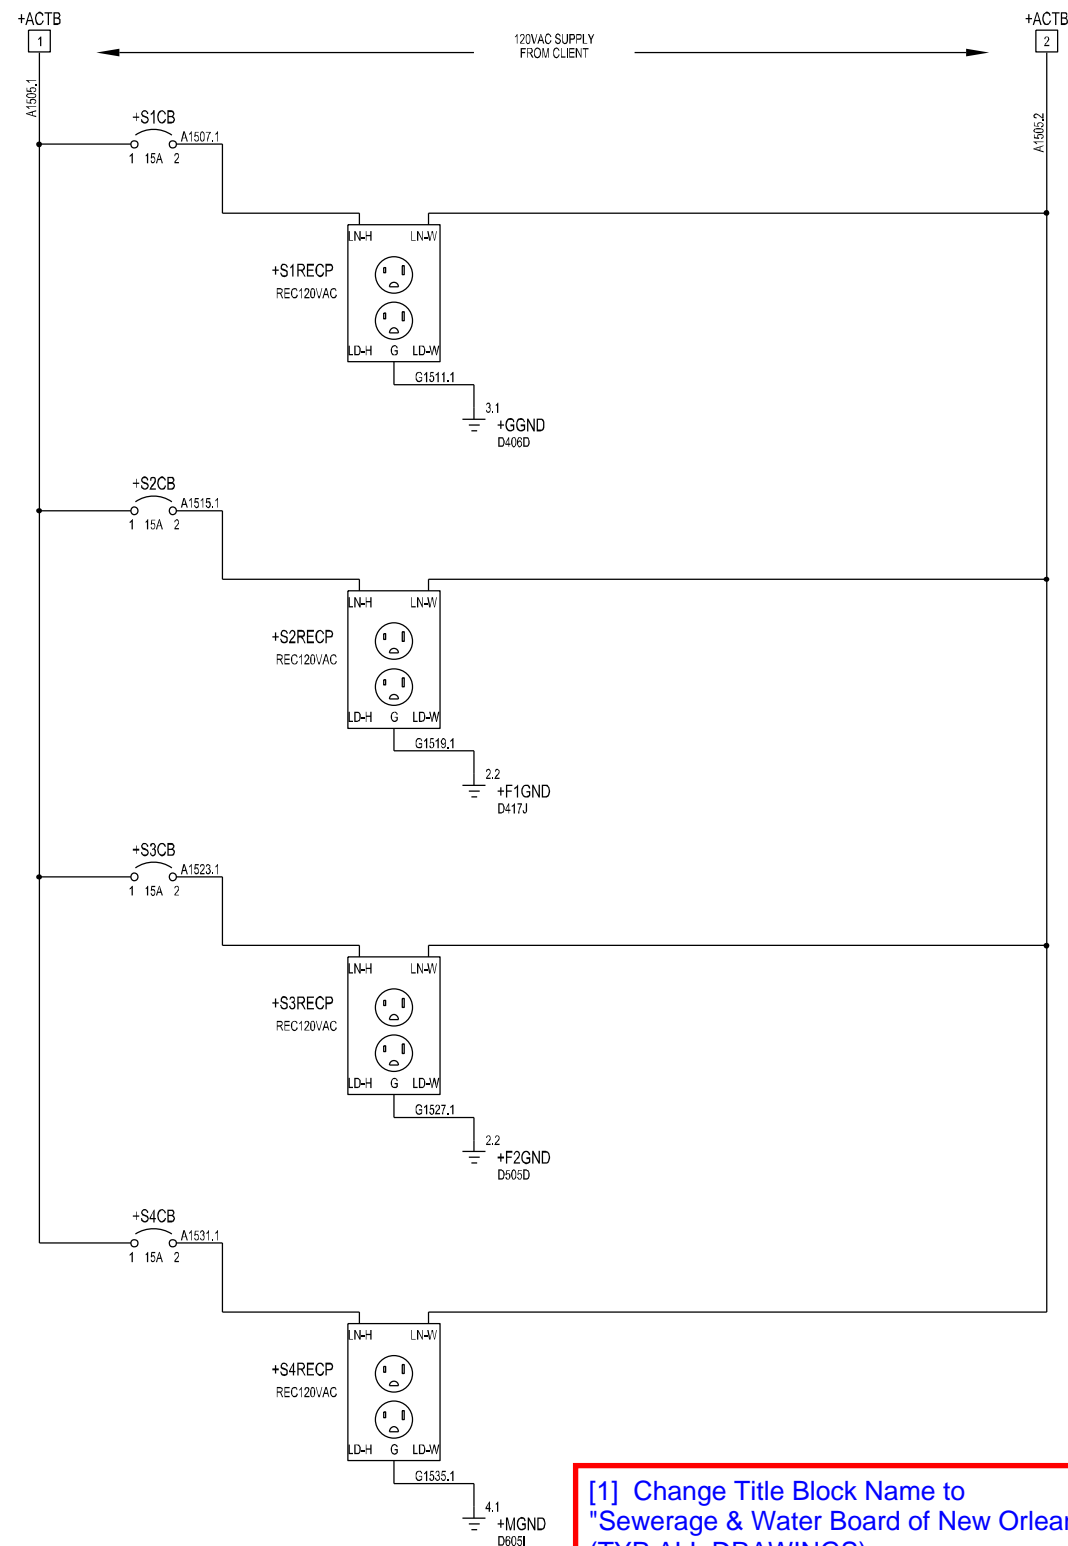 +ACTB
+ACTB
1
2
120VAC SUPPLY
FROM CLIENT
A1505.1
A1505.2
+S1CB
A1507.1
1 15A 2
LN-H LN-W
+S1RECP
REC120VAC
LD-H G LD-W
G1511.1
3.1
+GGND
D406D
+S2CB
A1515.1
1 15A 2
LN-H LN-W
+S2RECP
REC120VAC
LD-H G LD-W
G1519.1
2.2
+F1GND
D417J
+S3CB
A1523.1
1 15A 2
LN-H LN-W
+S3RECP
REC120VAC
LD-H G LD-W
G1527.1
2.2
+F2GND
D505D
+S4CB
A1531.1
1 15A 2
LN-H LN-W
+S4RECP
REC120VAC
LD-H G LD-W
G1535.1
4.1
+MGND
D605I
[1] Change Title Block Name to
"Sewerage & Water Board of New
(TYP ALL DRAWINGS)